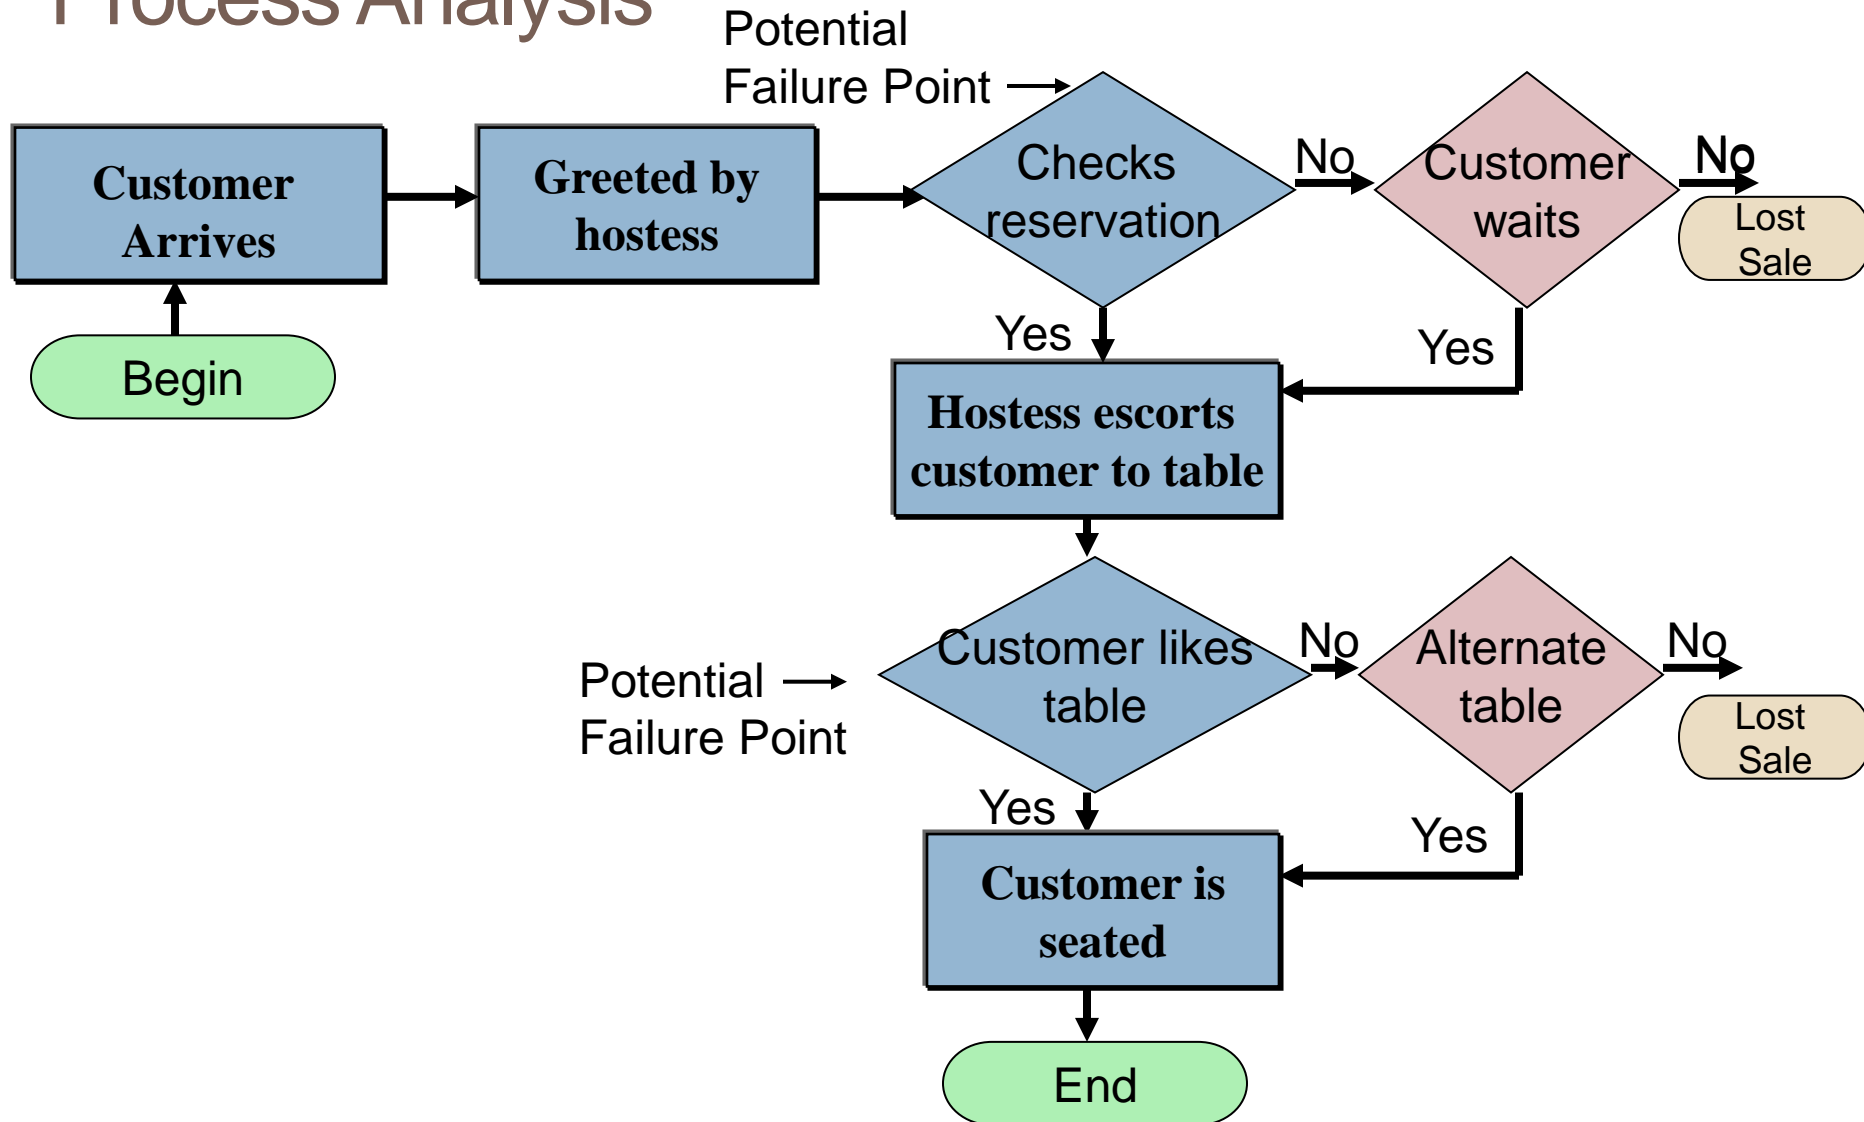 Process Analysis
Potential
Failure Point
Customer
Arrives
Greeted by
hostess
Checks
reservation
No
Customer
waits
No
Lost
Sale
Begin
Yes
Yes
Hostess escorts
customer to table
Potential
Failure Point
Customer likes
table
No
Alternate
table
No
Lost
Sale
Yes
Yes
Customer is
seated
End